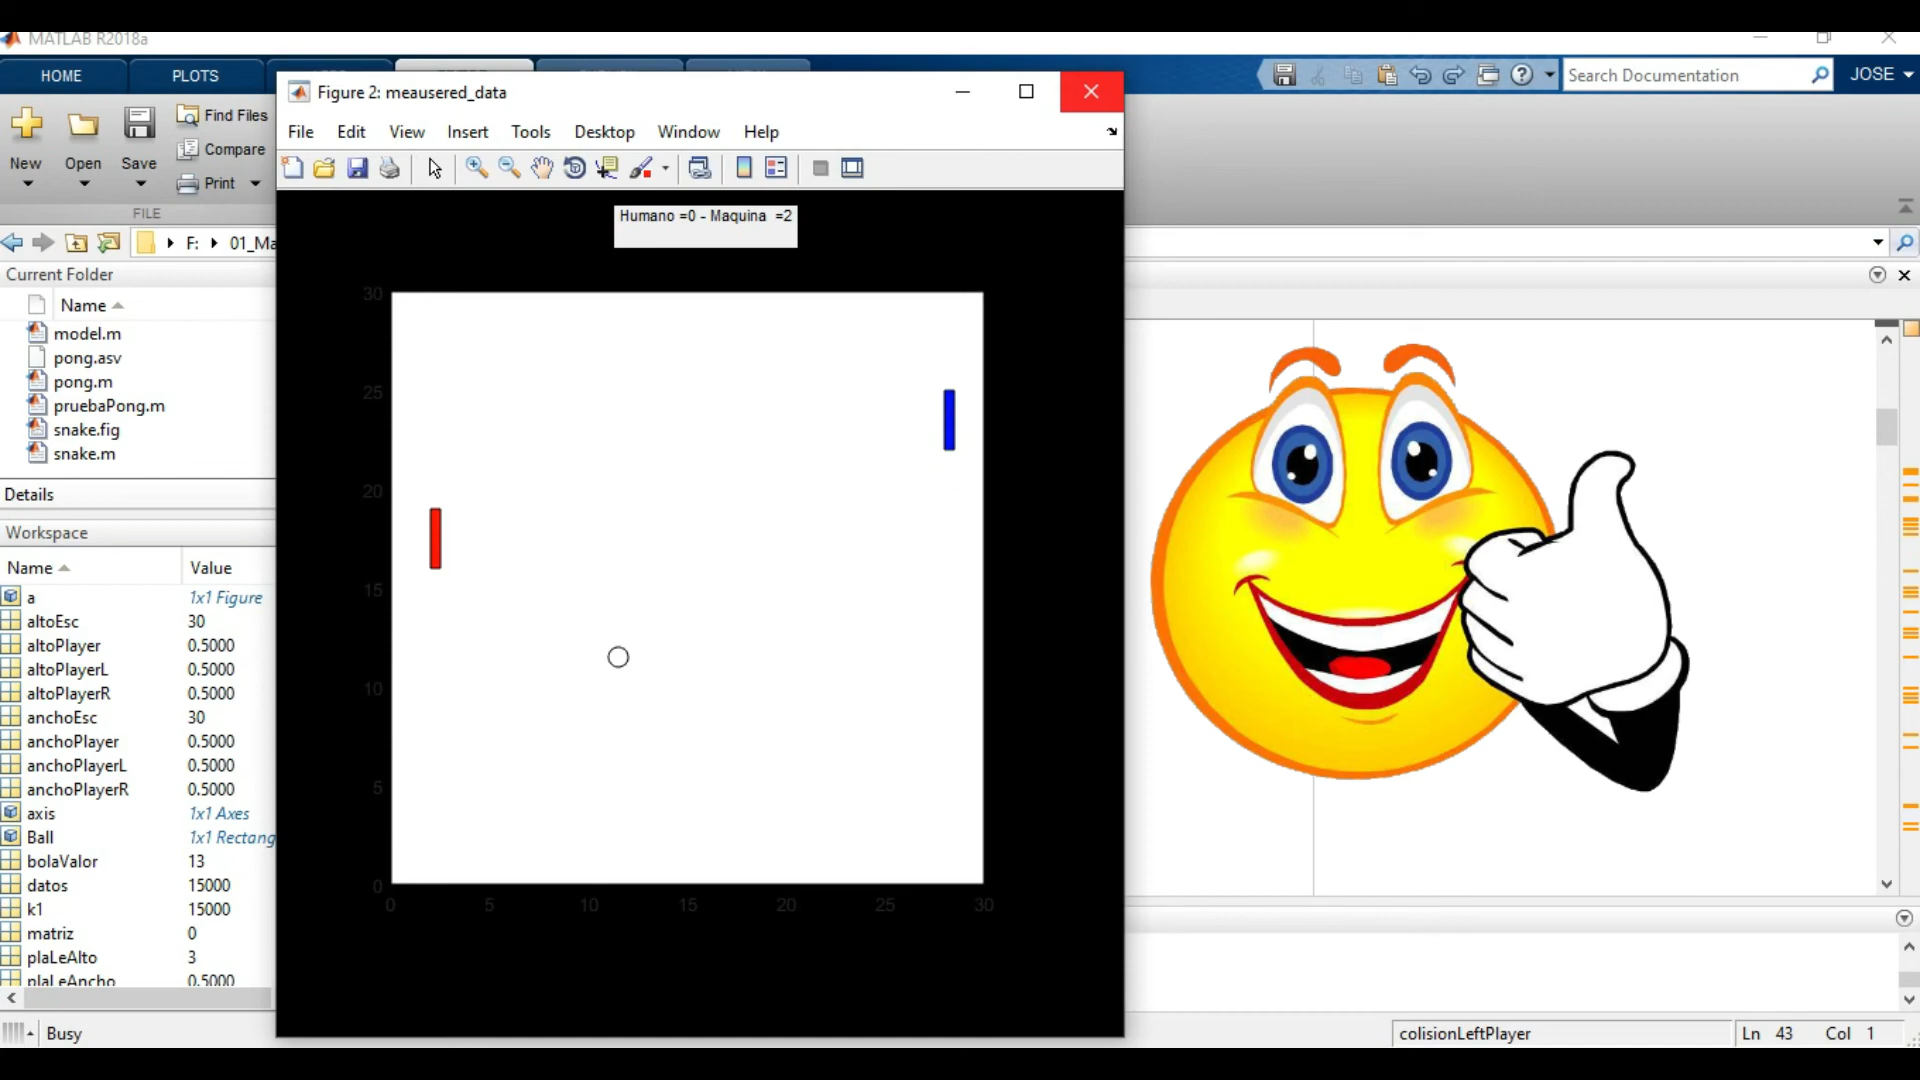 MATLAB R2018a
HOME
PLOTS
Search Documentation
JOSE
New
Open
Save
Find Files
Compare
Print
FILE
F:
01_Ma
Figure 2: meausered_data
File Edit View Insert Tools Desktop Window Help
Humano =0 - Maquina =2
30
25
20
15
10
5
0
0 5 10 15 20 25 30
Current Folder
Name
model.m
pong.asv
pong.m
pruebaPong.m
snake.fig
snake.m
Details
Workspace
Name Value
a 1x1 Figure
altoEsc 30
altoPlayer 0.5000
altoPlayerL 0.5000
altoPlayerR 0.5000
anchoEsc 30
anchoPlayer 0.5000
anchoPlayerL 0.5000
anchoPlayerR 0.5000
axis 1x1 Axes
Ball 1x1 Rectang
bolaValor 13
datos 15000
k1 15000
matriz 0
plaLeAlto 3
plaLeAncho 0.5000
Busy
colisionLeftPlayer
Ln 43 Col 1